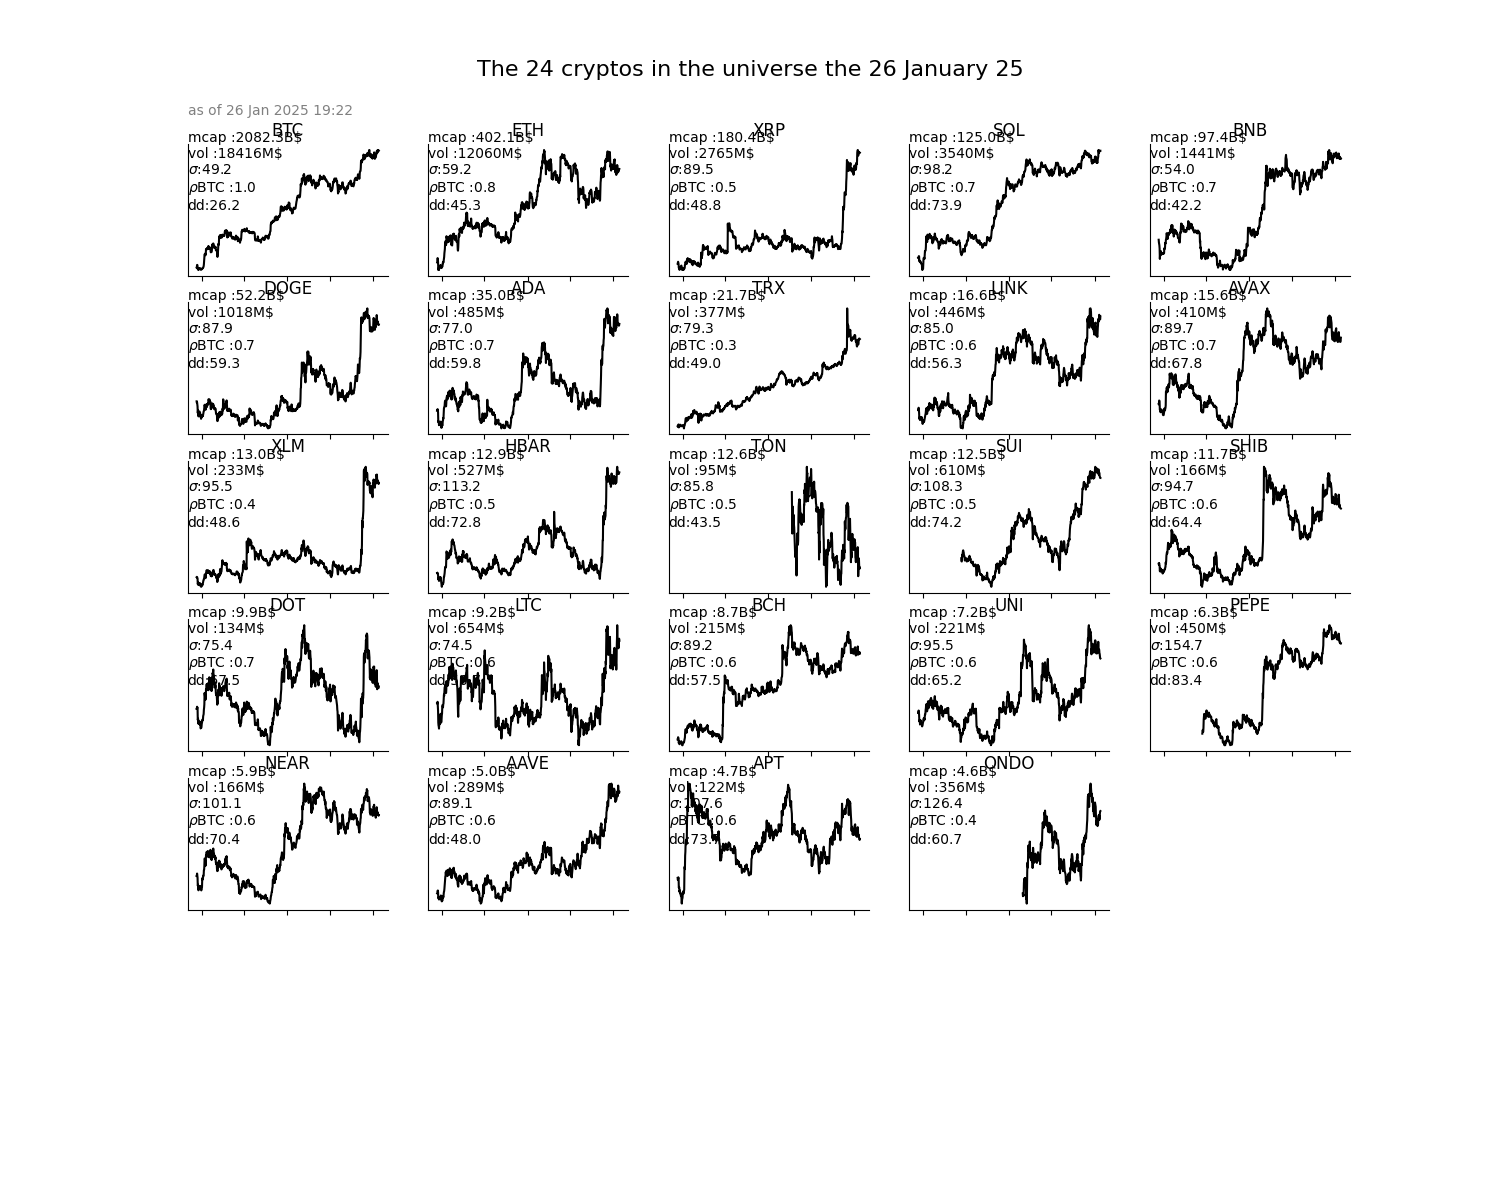 The 24 cryptos in the universe the 26 January 25
as of 26 Jan 2025 19:22
BTC
mcap :2082.3B$
vol :18416M$
σ:49.2
ρBTC :1.0
dd:26.2
ETH
mcap :402.1B$
vol :12060M$
σ:59.2
ρBTC :0.8
dd:45.3
XRP
mcap :180.4B$
vol :2765M$
σ:89.5
ρBTC :0.5
dd:48.8
SOL
mcap :125.0B$
vol :3540M$
σ:98.2
ρBTC :0.7
dd:73.9
BNB
mcap :97.4B$
vol :1441M$
σ:54.0
ρBTC :0.7
dd:42.2
DOGE
mcap :52.2B$
vol :1018M$
σ:87.9
ρBTC :0.7
dd:59.3
ADA
mcap :35.0B$
vol :485M$
σ:77.0
ρBTC :0.7
dd:59.8
TRX
mcap :21.7B$
vol :377M$
σ:79.3
ρBTC :0.3
dd:49.0
LINK
mcap :16.6B$
vol :446M$
σ:85.0
ρBTC :0.6
dd:56.3
AVAX
mcap :15.6B$
vol :410M$
σ:89.7
ρBTC :0.7
dd:67.8
XLM
mcap :13.0B$
vol :233M$
σ:95.5
ρBTC :0.4
dd:48.6
HBAR
mcap :12.9B$
vol :527M$
σ:113.2
ρBTC :0.5
dd:72.8
TON
mcap :12.6B$
vol :95M$
σ:85.8
ρBTC :0.5
dd:43.5
SUI
mcap :12.5B$
vol :610M$
σ:108.3
ρBTC :0.5
dd:74.2
SHIB
mcap :11.7B$
vol :166M$
σ:94.7
ρBTC :0.6
dd:64.4
DOT
mcap :9.9B$
vol :134M$
σ:75.4
ρBTC :0.7
LTC
mcap :9.2B$
vol :654M$
σ:74.5
ρBTC :0.6
BCH
mcap :8.7B$
vol :215M$
σ:89.2
ρBTC :0.6
dd:57.5
UNI
mcap :7.2B$
vol :221M$
σ:95.5
ρBTC :0.6
dd:65.2
PEPE
mcap :6.3B$
vol :450M$
σ:154.7
ρBTC :0.6
dd:83.4
NEAR
mcap :5.9B$
vol :166M$
σ:101.1
ρBTC :0.6
dd:70.4
AAVE
mcap :5.0B$
vol :289M$
σ:89.1
ρBTC :0.6
dd:48.0
APT
mcap :4.7B$
vol :122M$
σ:107.6
ρBTC :0.6
ONDO
mcap :4.6B$
vol :356M$
σ:126.4
ρBTC :0.4
dd:60.7